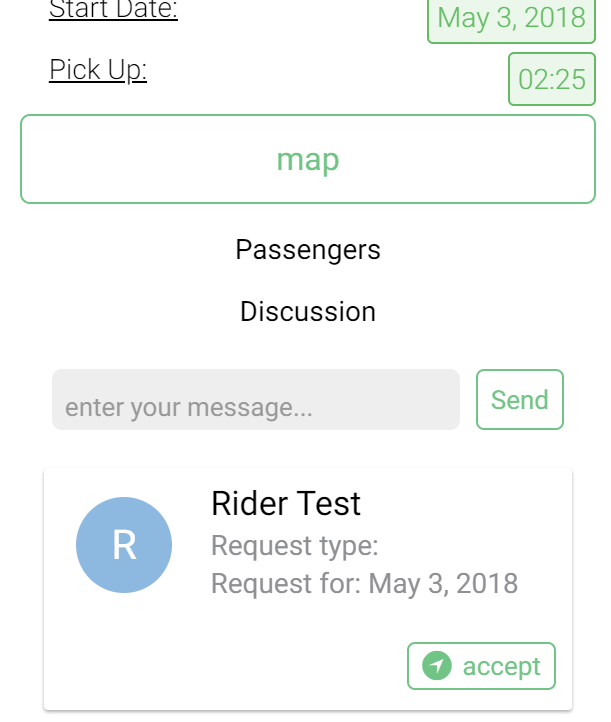 Start Date:
May 3, 2018
Pick Up:
02:25
map
Passengers
Discussion
enter your message...
Send
R
Rider Test
Request type:
Request for: May 3, 2018
accept